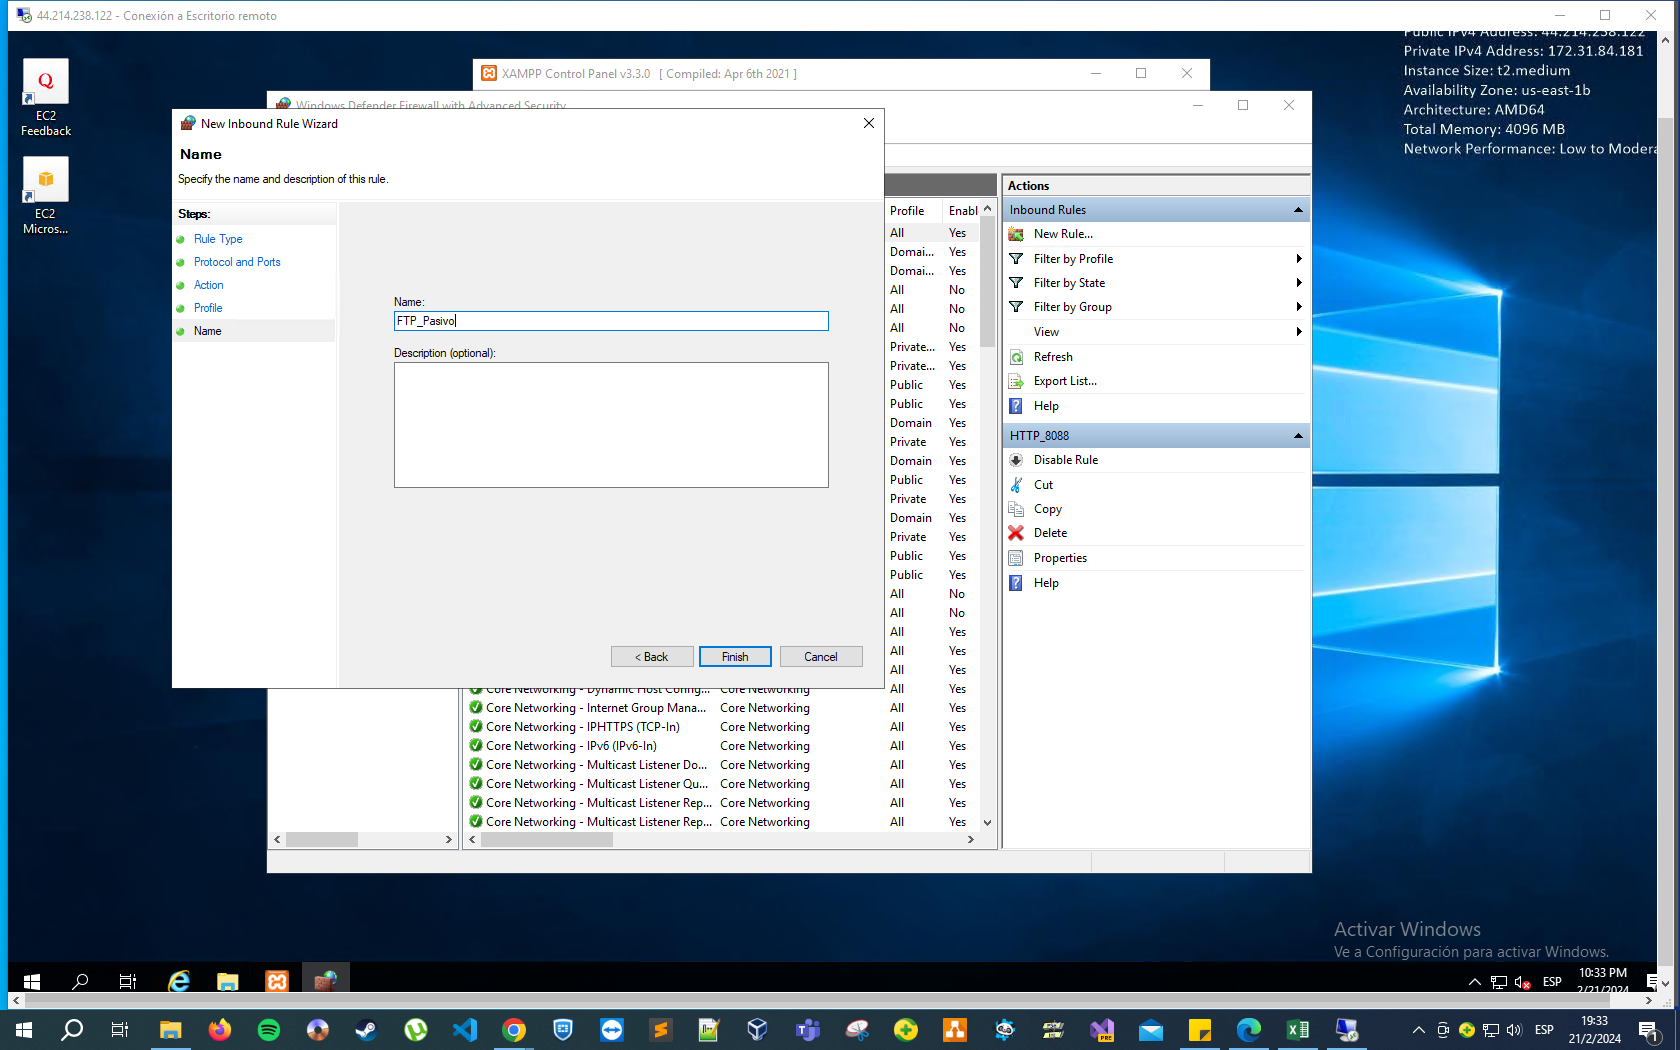 44.214.238.122 - Conexión a Escritorio remoto
Public IPv4 Address: 44.214.238.122
Private IPv4 Address: 172.31.84.181
Instance Size: t2.medium
Availability Zone: us-east-1b
Architecture: AMD64
Total Memory: 4096 MB
Network Performance: Low to Modera
EC2
Feedback
EC2
Micros...
XAMPP Control Panel v3.3.0 [ Compiled: Apr 6th 2021 ]
Windows Defender Firewall with Advanced Security
New Inbound Rule Wizard
Name
Specify the name and description of this rule.
Steps:
Rule Type
Protocol and Ports
Action
Profile
Name
Name:
FTP_Pasivo
Description (optional):
< Back
Finish
Cancel
Profile Enabl
All Yes
Domai... Yes
Domai... Yes
All No
All No
All No
Private... Yes
Private... Yes
Public Yes
Public Yes
Domain Yes
Private Yes
Domain Yes
Public Yes
Private Yes
Domain Yes
Private Yes
Public Yes
Public Yes
All No
All No
All Yes
All Yes
All Yes
Core Networking - Dynamic Host Config... Core Networking All Yes
Core Networking - Internet Group Mana... Core Networking All Yes
Core Networking - IPHTTPS (TCP-In) Core Networking All Yes
Core Networking - IPv6 (IPv6-In) Core Networking All Yes
Core Networking - Multicast Listener Do... Core Networking All Yes
Core Networking - Multicast Listener Qu... Core Networking All Yes
Core Networking - Multicast Listener Rep... Core Networking All Yes
Core Networking - Multicast Listener Rep... Core Networking All Yes
Actions
Inbound Rules
New Rule...
Filter by Profile
Filter by State
Filter by Group
View
Refresh
Export List...
Help
HTTP_8088
Disable Rule
Cut
Copy
Delete
Properties
Help
Activar Windows
Ve a Configuración para activar Windows.
ESP
10:33 PM
2/21/2024
ESP
19:33
21/2/2024
1